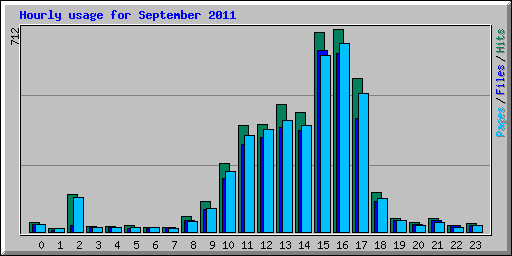 Hourly usage for September 2011
712
Pages / Files / Hits
0 1 2 3 4 5 6 7 8 9 10 11 12 13 14 15 16 17 18 19 20 21 22 23